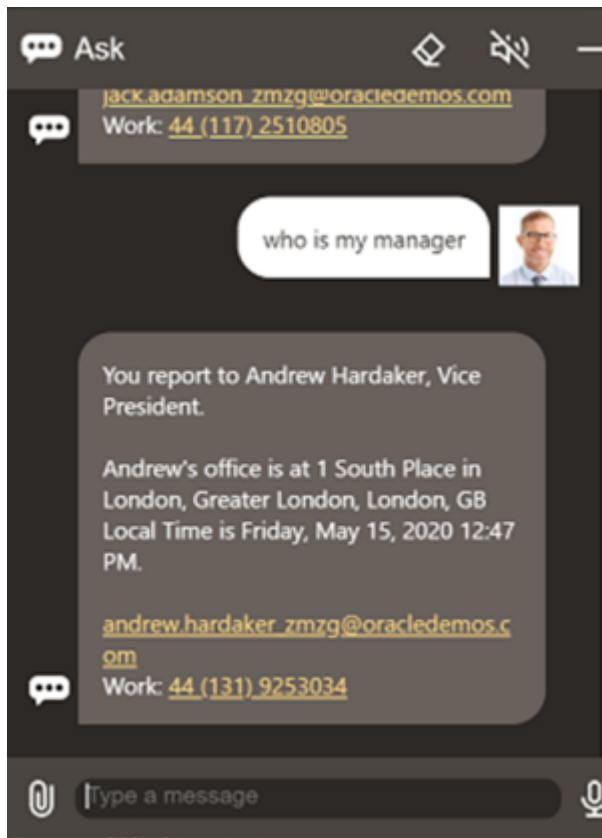 Ask
jack.adamson_zmzg@oracledemos.com
Work: 44 (117) 2510805
who is my manager
You report to Andrew Hardaker, Vice
President.
Andrew's office is at 1 South Place in
London, Greater London, London, GB
Local Time is Friday, May 15, 2020 12:47
PM.
andrew.hardaker_zmzg@oracledemos.c
om
Work: 44 (131) 9253034
Type a message